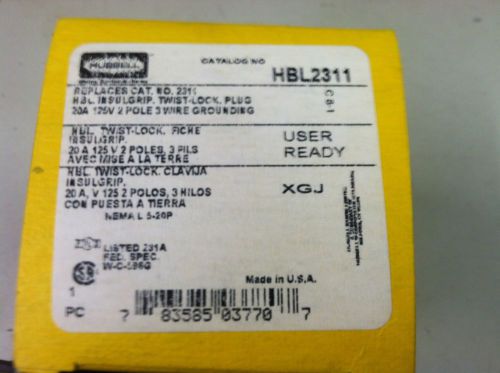 HUBBELL
CATALOG NO
HBL2311
REPLACES CAT. NO. 2311
HBL. INSULGRIP. TWIST-LOCK. PLUG
20A 125V 2 POLE 3 WIRE GROUNDING
C81
HBL. TWIST-LOCK. FICHE
INSULGRIP.
20 A 125 V 2 POLES, 3 FILS
AVEC MISE A LA TERRE
USER
READY
HBL. TWIST-LOCK. CLAVIJA
INSULGRIP.
20 A, V 125 2 POLOS, 3 HILOS
CON PUESTA A TIERRA
XGJ
NEMA L 5-20P
LISTED 231A
FED. SPEC.
W-C-596G
Made in U.S.A.
1
PC
7 83585 03770 7